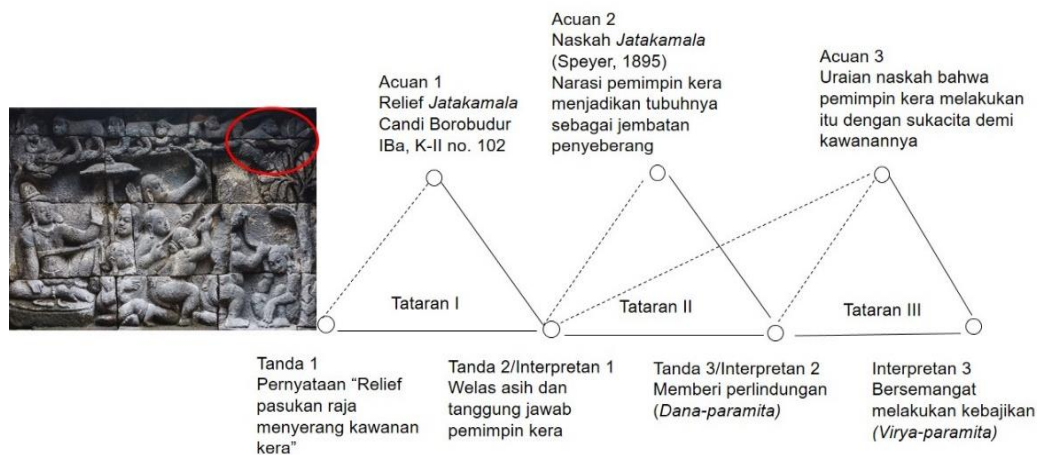 Acuan 1
Relief Jatakamala
Candi Borobudur
IBa, K-II no. 102
Acuan 2
Naskah Jatakamala
(Speyer, 1895)
Narasi pemimpin kera
menjadikan tubuhnya
sebagai jembatan
penyeberang
Acuan 3
Uraian naskah bahwa
pemimpin kera melakukan
itu dengan sukacita demi
kawanannya
Tataran I
Tataran II
Tataran III
Tanda 1
Pernyataan “Relief
pasukan raja
menyerang kawanan
kera”
Tanda 2/Interpretan 1
Welas asih dan
tanggung jawab
pemimpin kera
Tanda 3/Interpretan 2
Memberi perlindungan
(Dana-paramita)
Interpretan 3
Bersemangat
melakukan kebajikan
(Virya-paramita)